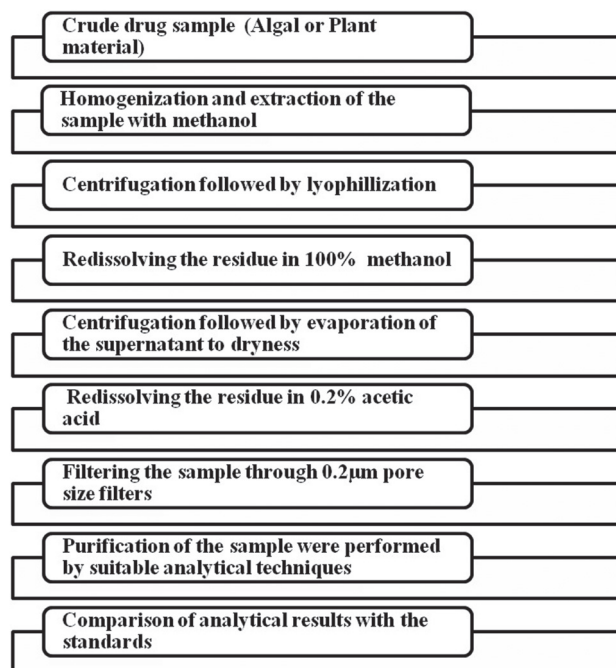 Crude drug sample (Algal or Plant
material)
Homogenization and extraction of the
sample with methanol
Centrifugation followed by lyophillization
Redissolving the residue in 100% methanol
Centrifugation followed by evaporation of
the supernatant to dryness
Redissolving the residue in 0.2% acetic
acid
Filtering the sample through 0.2µm pore
size filters
Purification of the sample were performed
by suitable analytical techniques
Comparison of analytical results with the
standards